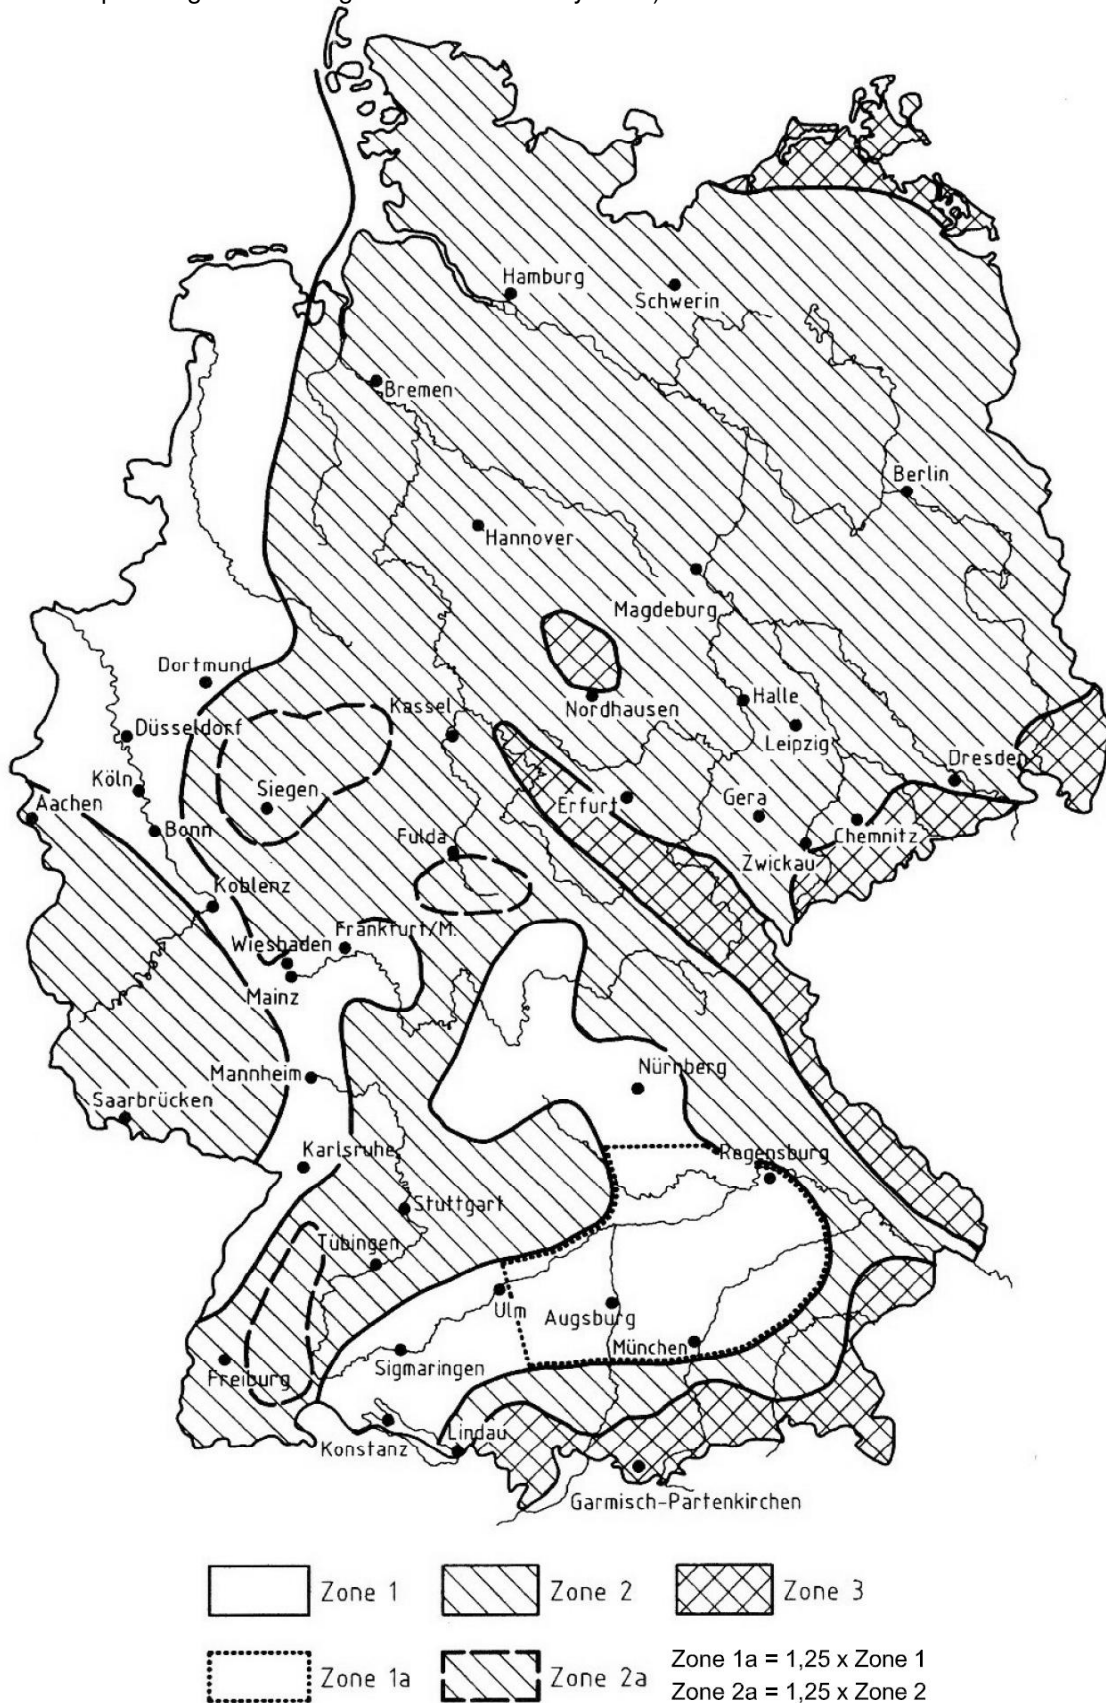 Hamburg
Schwerin
Bremen
Berlin
Hannover
Magdeburg
Dortmund
Kassel
Nordhausen
Halle
Düsseldorf
Leipzig
Dresden
Köln
Siegen
Aachen
Erfurt
Gera
Bonn
Fulda
Chemnitz
Zwickau
Koblenz
Wiesbaden
Frankfurt/M.
Mainz
Nürnberg
Mannheim
Saarbrücken
Karlsruhe
Regensburg
Stuttgart
Tübingen
Ulm
Augsburg
München
Sigmaringen
Freiburg
Konstanz
Lindau
Garmisch-Partenkirchen
Zone 1
Zone 2
Zone 3
Zone 1a
Zone 2a
Zone 1a = 1,25 x Zone 1
Zone 2a = 1,25 x Zone 2